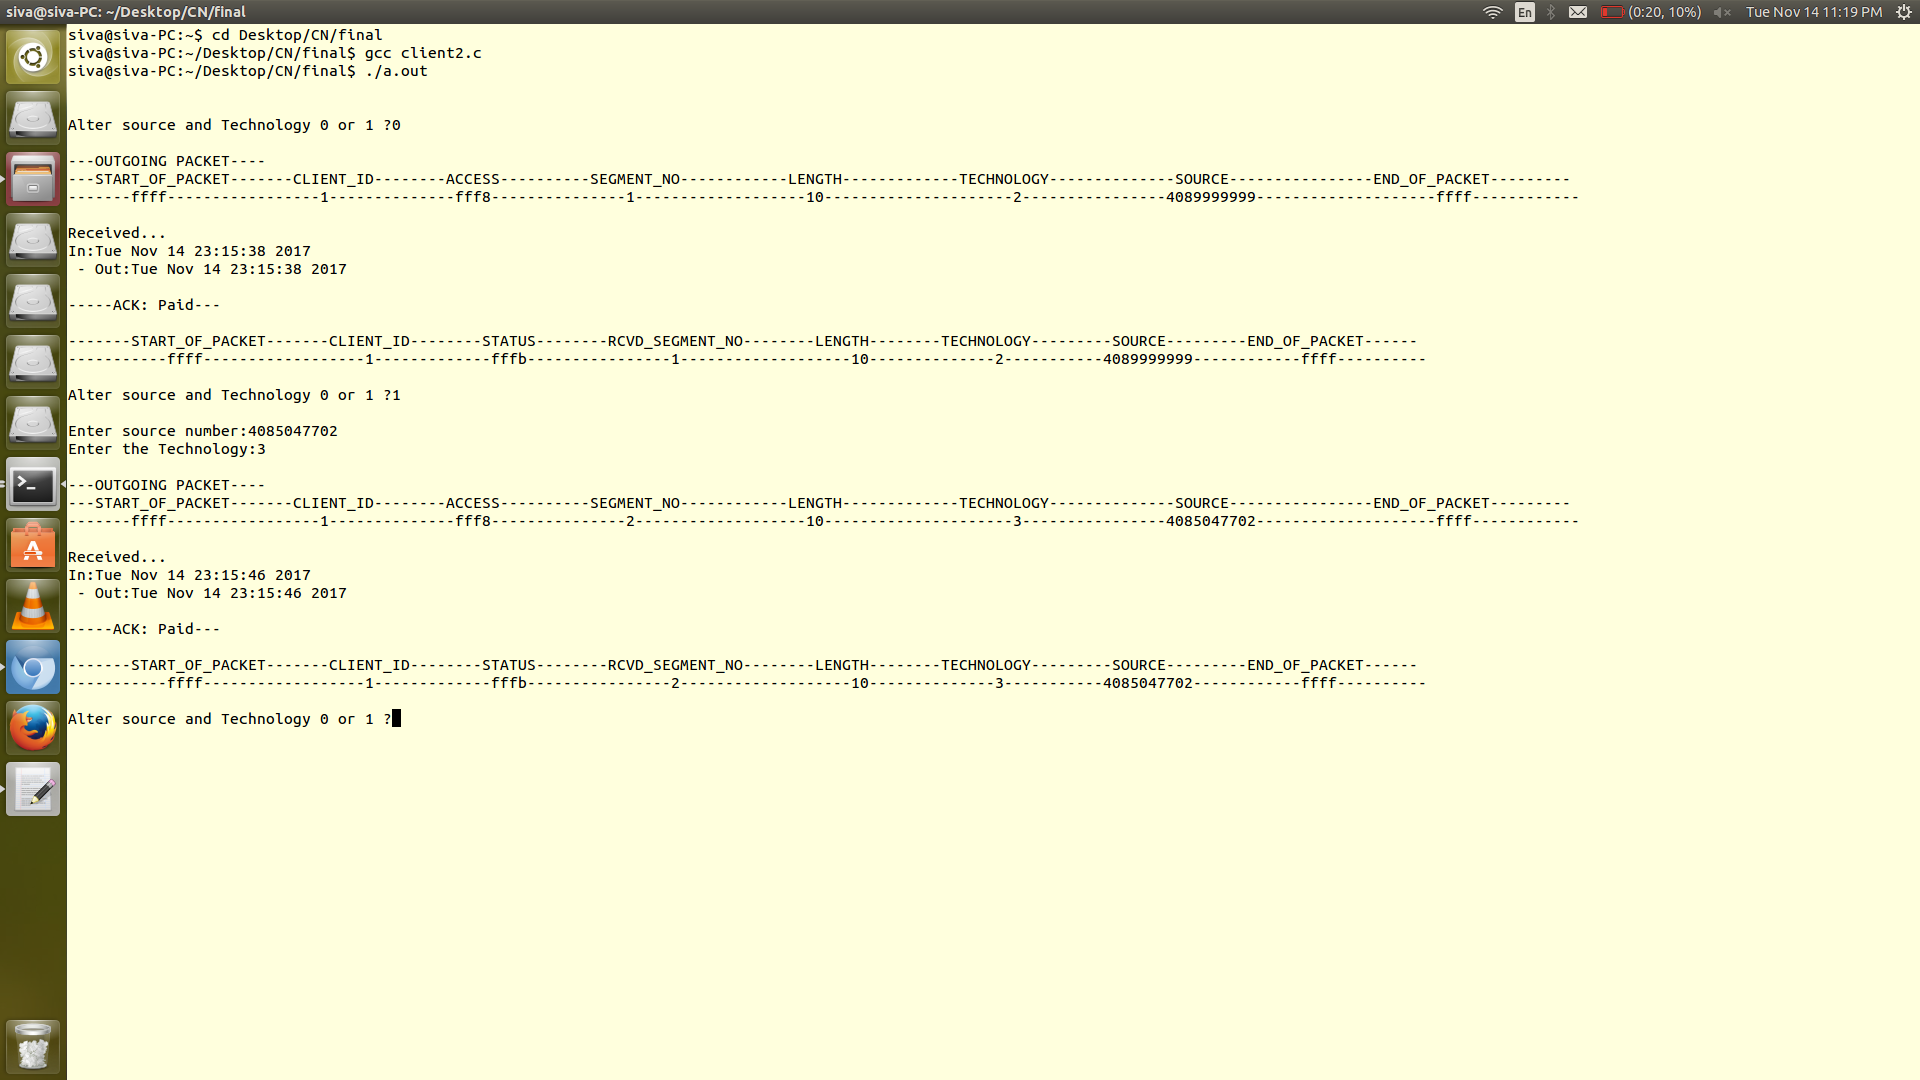 siva@siva-PC: ~/Desktop/CN/final
En (0:20, 10%) Tue Nov 14 11:19 PM
siva@siva-PC:~$ cd Desktop/CN/final
siva@siva-PC:~/Desktop/CN/final$ gcc client2.c
siva@siva-PC:~/Desktop/CN/final$ ./a.out
Alter source and Technology 0 or 1 ?0
---OUTGOING PACKET----
---START_OF_PACKET-------CLIENT_ID--------ACCESS----------SEGMENT_NO------------LENGTH-------------TECHNOLOGY--------------SOURCE----------------END_OF_PACKET---------
-------ffff-----------------1--------------fff8---------------1-------------------10---------------------2----------------4089999999--------------------ffff------------
Received...
In:Tue Nov 14 23:15:38 2017
 - Out:Tue Nov 14 23:15:38 2017
-----ACK: Paid---
-------START_OF_PACKET-------CLIENT_ID--------STATUS--------RCVD_SEGMENT_NO--------LENGTH--------TECHNOLOGY---------SOURCE---------END_OF_PACKET------
-----------ffff------------------1-------------fffb----------------1-------------------10--------------2-----------4089999999------------ffff----------
Alter source and Technology 0 or 1 ?1
Enter source number:4085047702
Enter the Technology:3
---OUTGOING PACKET----
---START_OF_PACKET-------CLIENT_ID--------ACCESS----------SEGMENT_NO------------LENGTH-------------TECHNOLOGY--------------SOURCE----------------END_OF_PACKET---------
-------ffff-----------------1--------------fff8---------------2-------------------10---------------------3----------------4085047702--------------------ffff------------
Received...
In:Tue Nov 14 23:15:46 2017
 - Out:Tue Nov 14 23:15:46 2017
-----ACK: Paid---
-------START_OF_PACKET-------CLIENT_ID--------STATUS--------RCVD_SEGMENT_NO--------LENGTH--------TECHNOLOGY---------SOURCE---------END_OF_PACKET------
-----------ffff------------------1-------------fffb----------------2-------------------10--------------3-----------4085047702------------ffff----------
Alter source and Technology 0 or 1 ?